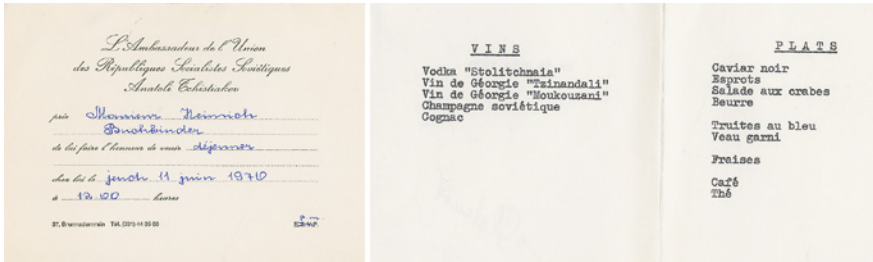 L'Ambassadeur de l'Union
des Républiques Socialistes Soviétiques
Anatoli Tchistiakov
prie Monsieur Heinrich
Buchbinder
de lui faire l'honneur de venir déjeuner
chez lui le jeudi 11 juin 1970
à 12.00 heures
37, Brunnadernrain Tél. (031) 44 05 66
p.m.
R.S.V.P.
VINS
Vodka "Stolitchnaia"
Vin de Géorgie "Tzinandali"
Vin de Géorgie "Moukouzani"
Champagne soviétique
Cognac
PLATS
Caviar noir
Esprots
Salade aux crabes
Beurre
Truites au bleu
Veau garni
Fraises
Café
Thé